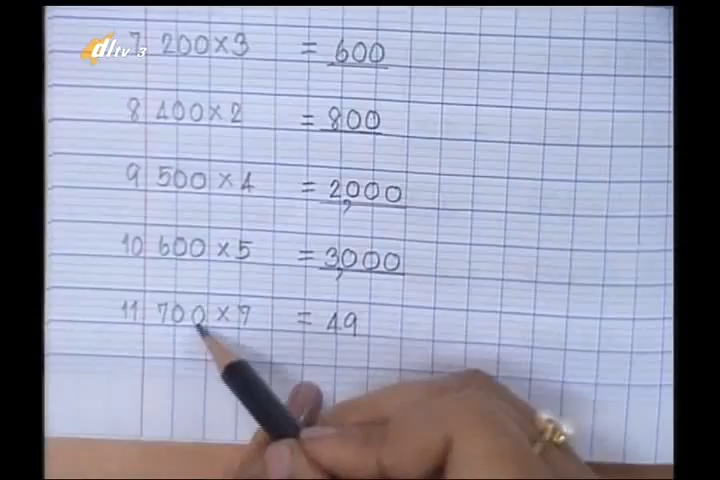 dltv 3
7 200×3 = 600
8 400×2 = 800
9 500×4 = 2,000
10 600×5 = 3,000
11 700×7 = 49